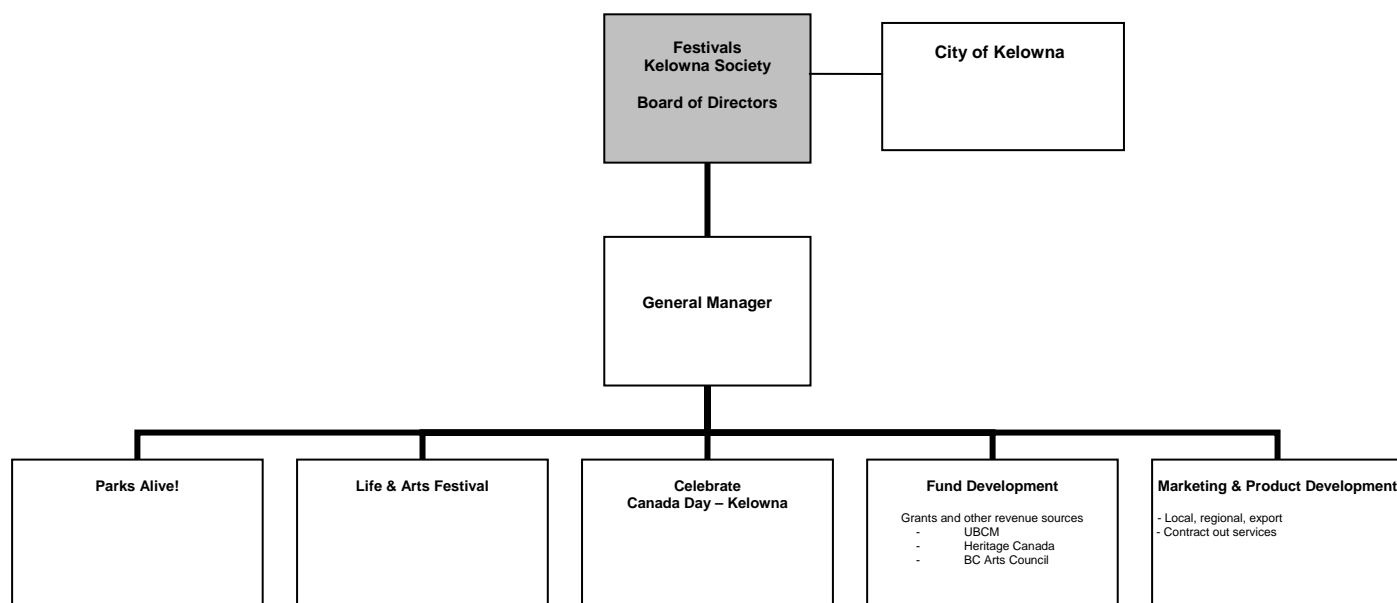 Festivals
Kelowna Society
Board of Directors
City of Kelowna
General Manager
Parks Alive!
Life & Arts Festival
Celebrate
Canada Day – Kelowna
Fund Development
Grants and other revenue sources
- UBCM
- Heritage Canada
- BC Arts Council
Marketing & Product Development
- Local, regional, export
- Contract out services